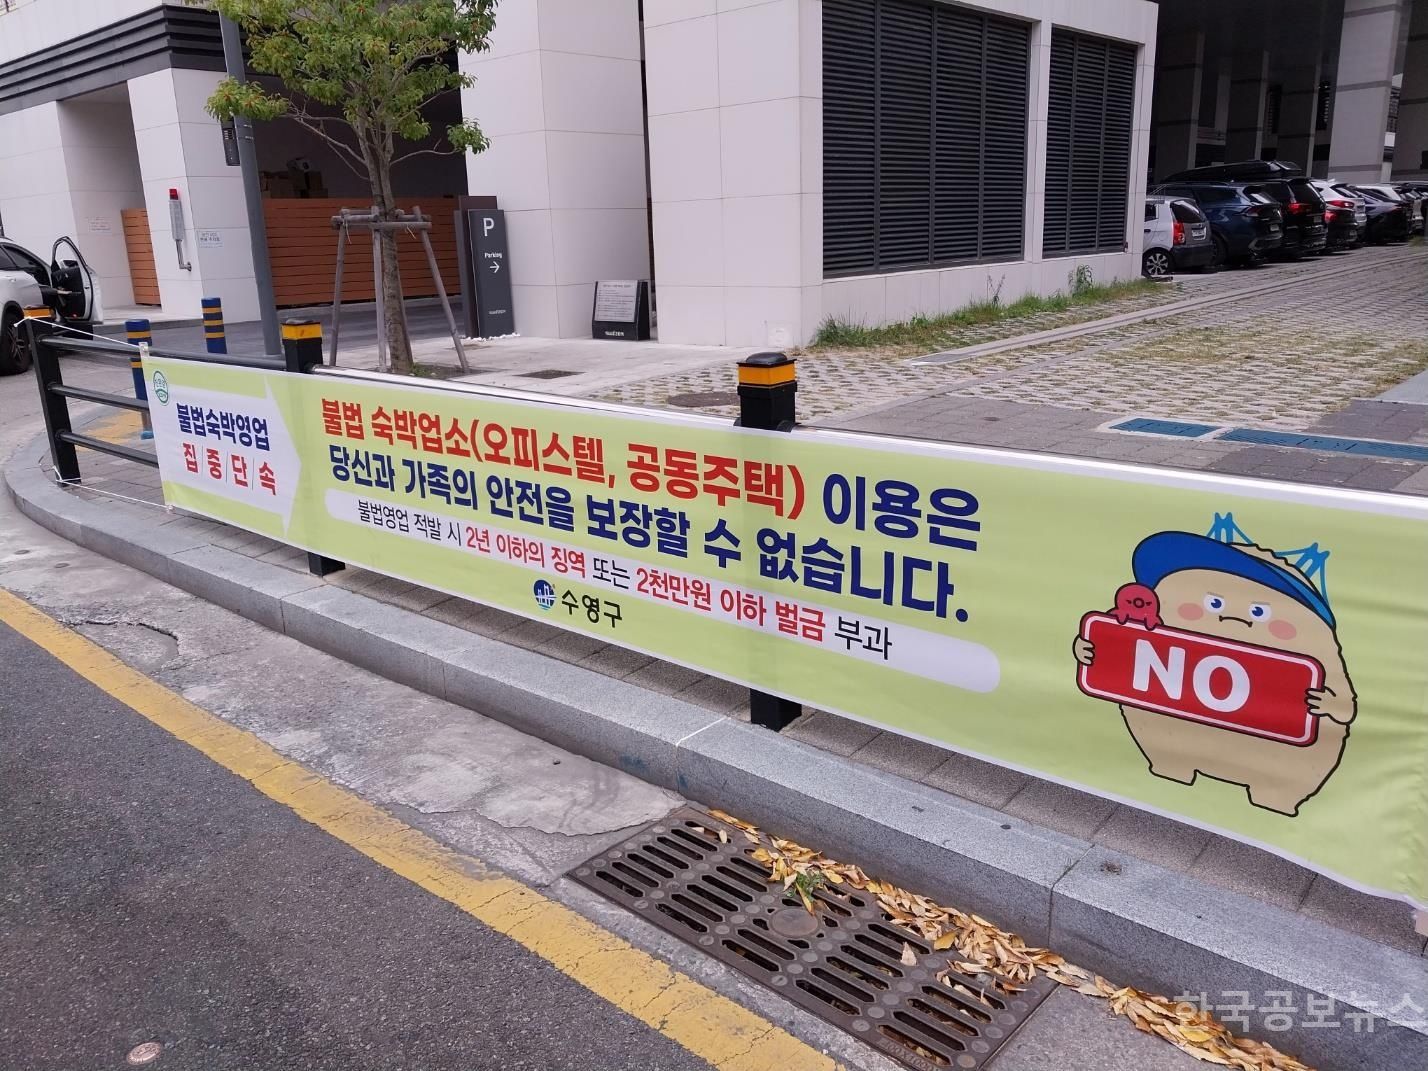 P
Parking
불법숙박영업
집/중/단/속
불법 숙박업소(오피스텔, 공동주택) 이용은
당신과 가족의 안전을 보장할 수 없습니다.
불법영업 적발 시 2년 이하의 징역 또는 2천만원 이하 벌금 부과
수영구
NO
한국공보뉴스